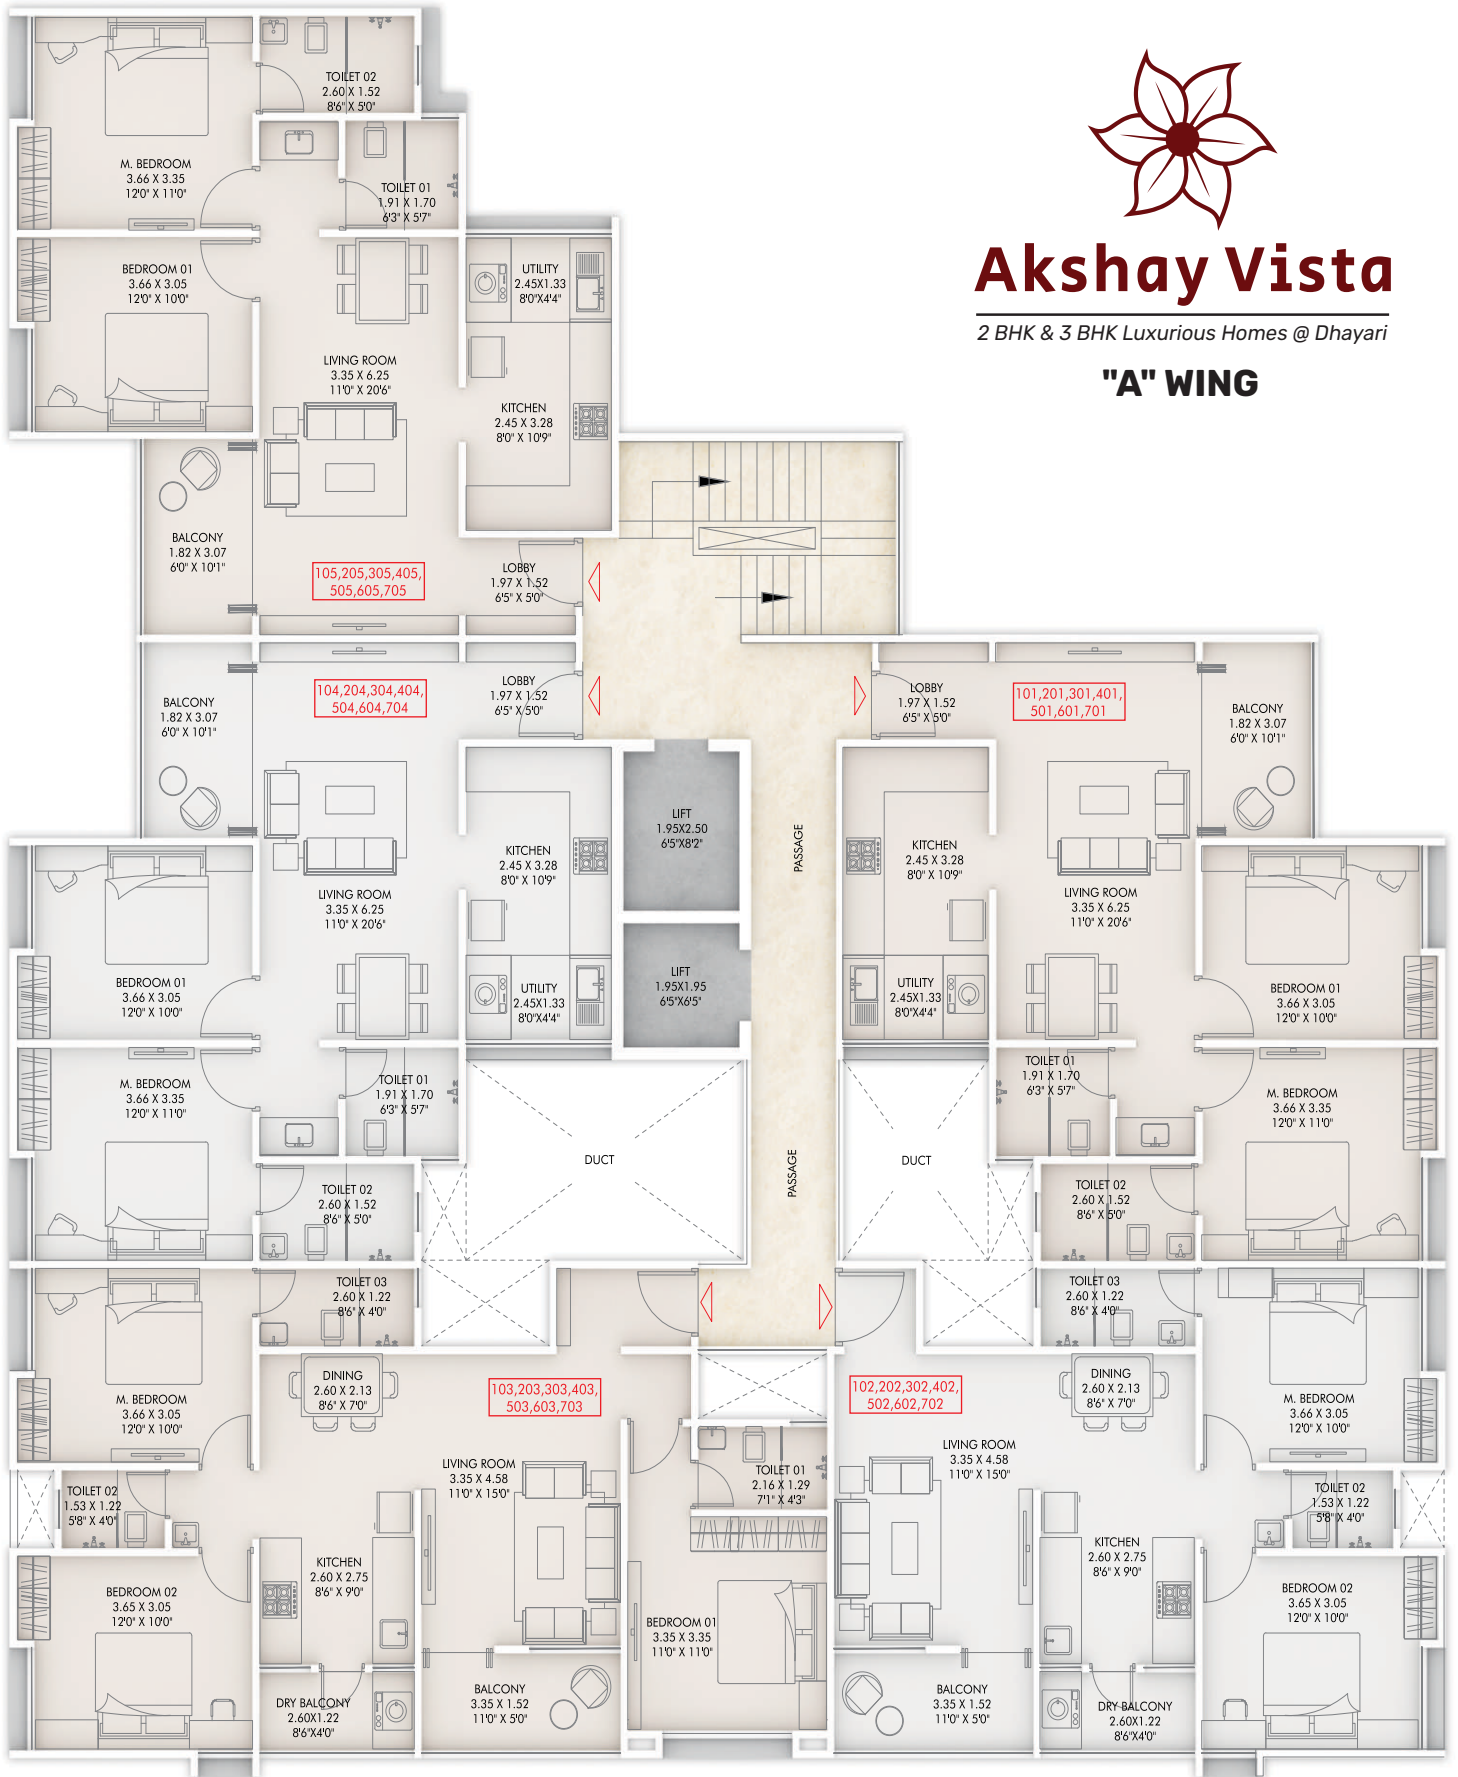 Akshay Vista
2 BHK & 3 BHK Luxurious Homes @ Dhayari
"A" WING
TOILET 02
2.60 X 1.52
8'6" X 5'0"
M. BEDROOM
3.66 X 3.35
12'0" X 11'0"
TOILET 01
1.91 X 1.70
6'3" X 5'7"
BEDROOM 01
3.66 X 3.05
12'0" X 10'0"
UTILITY
2.45X1.33
8'0"X4'4"
LIVING ROOM
3.35 X 6.25
11'0" X 20'6"
KITCHEN
2.45 X 3.28
8'0" X 10'9"
BALCONY
1.82 X 3.07
6'0" X 10'1"
105,205,305,405,
505,605,705
LOBBY
1.97 X 1.52
6'5" X 5'0"
BALCONY
1.82 X 3.07
6'0" X 10'1"
104,204,304,404,
504,604,704
LOBBY
1.97 X 1.52
6'5" X 5'0"
LOBBY
1.97 X 1.52
6'5" X 5'0"
101,201,301,401,
501,601,701
BALCONY
1.82 X 3.07
6'0" X 10'1"
LIFT
1.95X2.50
6'5"X8'2"
PASSAGE
KITCHEN
2.45 X 3.28
8'0" X 10'9"
LIVING ROOM
3.35 X 6.25
11'0" X 20'6"
KITCHEN
2.45 X 3.28
8'0" X 10'9"
LIVING ROOM
3.35 X 6.25
11'0" X 20'6"
BEDROOM 01
3.66 X 3.05
12'0" X 10'0"
UTILITY
2.45X1.33
8'0"X4'4"
LIFT
1.95X1.95
6'5"X6'5"
UTILITY
2.45X1.33
8'0"X4'4"
BEDROOM 01
3.66 X 3.05
12'0" X 10'0"
M. BEDROOM
3.66 X 3.35
12'0" X 11'0"
TOILET 01
1.91 X 1.70
6'3" X 5'7"
TOILET 01
1.91 X 1.70
6'3" X 5'7"
M. BEDROOM
3.66 X 3.35
12'0" X 11'0"
DUCT
PASSAGE
DUCT
TOILET 02
2.60 X 1.52
8'6" X 5'0"
TOILET 02
2.60 X 1.52
8'6" X 5'0"
TOILET 03
2.60 X 1.22
8'6" X 4'0"
TOILET 03
2.60 X 1.22
8'6" X 4'0"
M. BEDROOM
3.66 X 3.05
12'0" X 10'0"
DINING
2.60 X 2.13
8'6" X 7'0"
103,203,303,403,
503,603,703
102,202,302,402,
502,602,702
DINING
2.60 X 2.13
8'6" X 7'0"
M. BEDROOM
3.66 X 3.05
12'0" X 10'0"
LIVING ROOM
3.35 X 4.58
11'0" X 15'0"
TOILET 01
2.16 X 1.29
7'1" X 4'3"
LIVING ROOM
3.35 X 4.58
11'0" X 15'0"
TOILET 02
1.53 X 1.22
5'8" X 4'0"
TOILET 02
1.53 X 1.22
5'8" X 4'0"
KITCHEN
2.60 X 2.75
8'6" X 9'0"
KITCHEN
2.60 X 2.75
8'6" X 9'0"
BEDROOM 02
3.65 X 3.05
12'0" X 10'0"
BEDROOM 01
3.35 X 3.35
11'0" X 11'0"
BEDROOM 02
3.65 X 3.05
12'0" X 10'0"
DRY BALCONY
2.60X1.22
8'6"X4'0"
BALCONY
3.35 X 1.52
11'0" X 5'0"
BALCONY
3.35 X 1.52
11'0" X 5'0"
DRY BALCONY
2.60X1.22
8'6"X4'0"